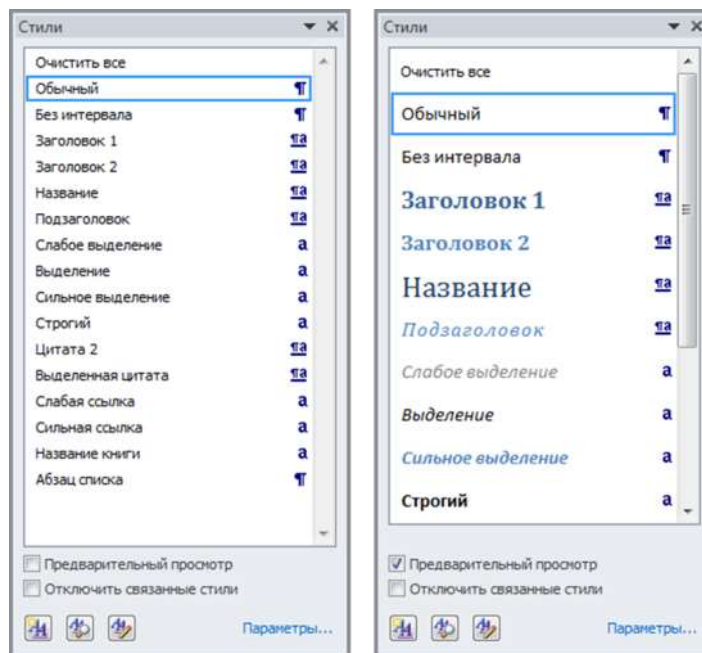 Стили
Очистить все
Обычный ¶
Без интервала ¶
Заголовок 1 ¶a
Заголовок 2 ¶a
Название ¶a
Подзаголовок ¶a
Слабое выделение a
Выделение a
Сильное выделение a
Строгий a
Цитата 2 ¶a
Выделенная цитата ¶a
Слабая ссылка a
Сильная ссылка a
Название книги a
Абзац списка ¶
Предварительный просмотр
Отключить связанные стили
Параметры...
Стили
Очистить все
Обычный ¶
Без интервала ¶
Заголовок 1 ¶a
Заголовок 2 ¶a
Название ¶a
Подзаголовок ¶a
Слабое выделение a
Выделение a
Сильное выделение a
Строгий a
Предварительный просмотр
Отключить связанные стили
Параметры...